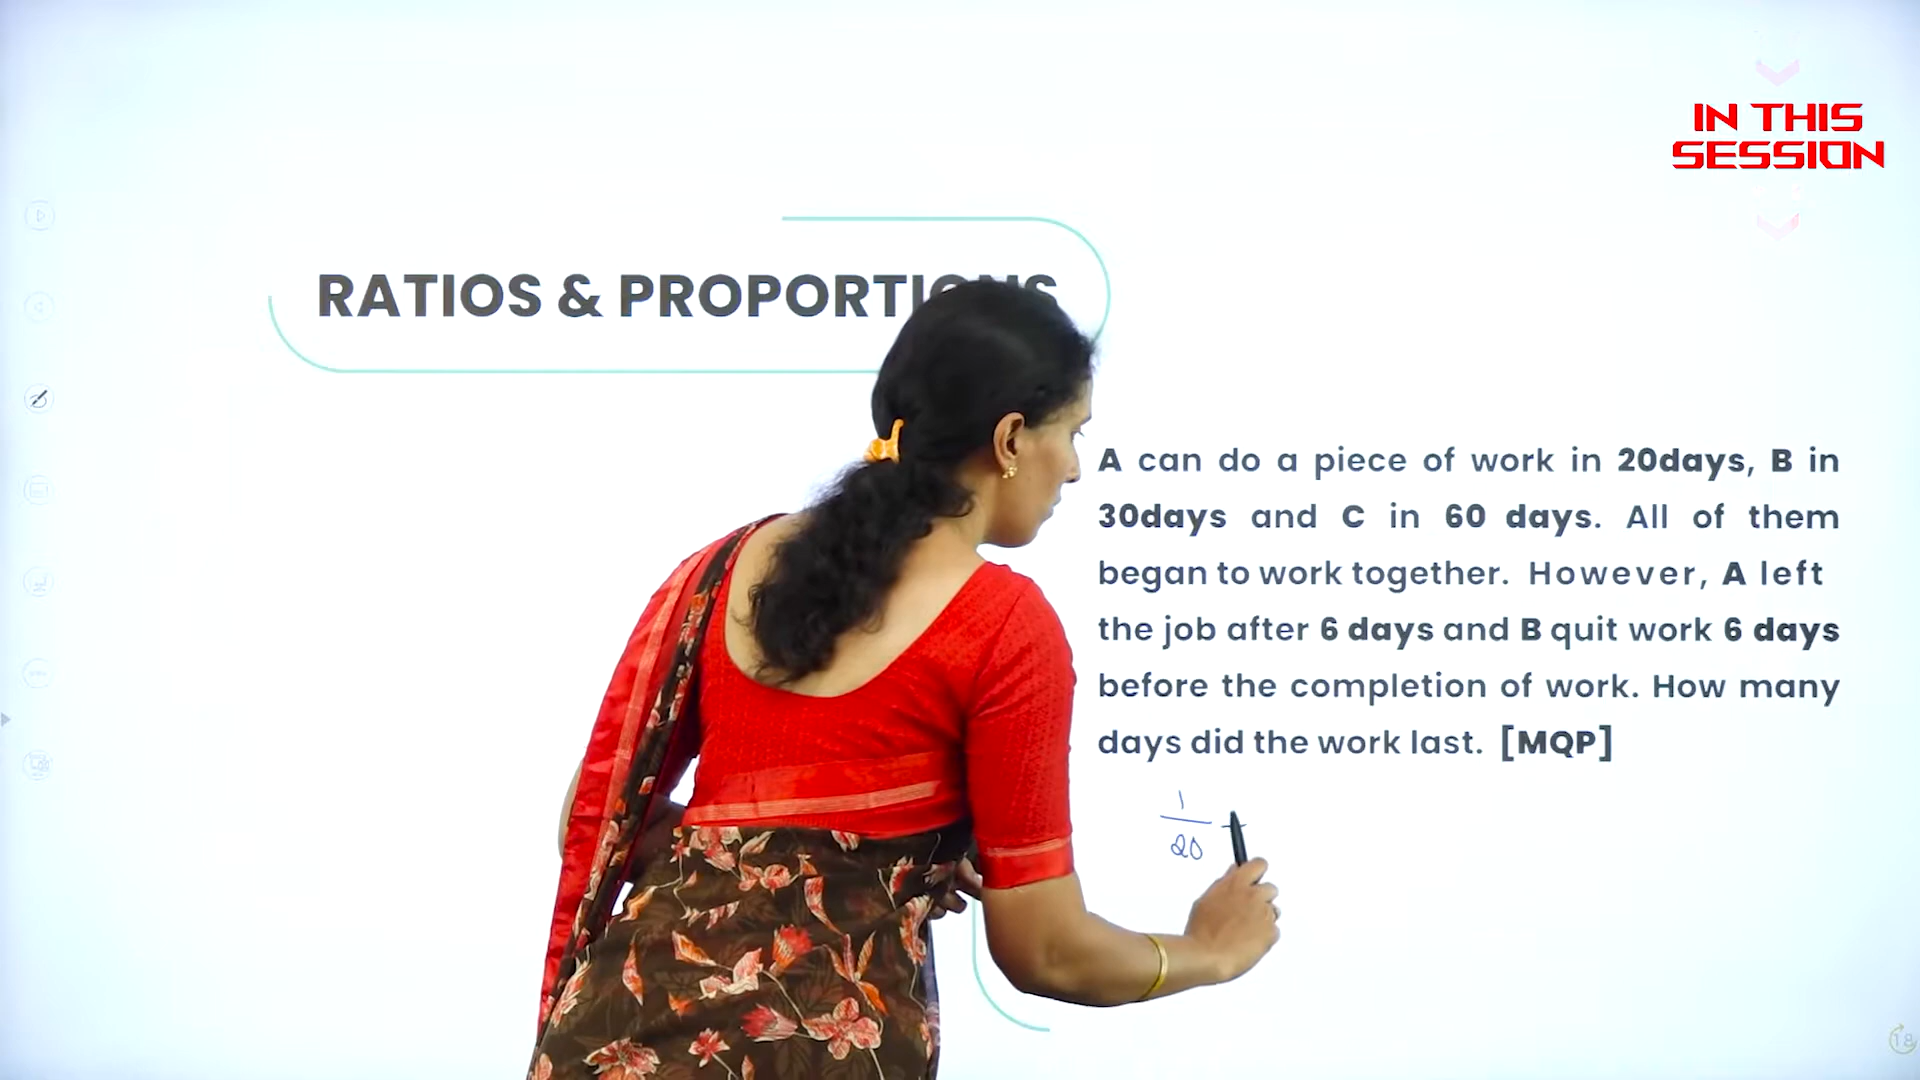 IN THIS
SESSION
RATIOS & PROPORTIONS
A can do a piece of work in 20days, B in
30days and C in 60 days. All of them
began to work together. However, A left
the job after 6 days and B quit work 6 days
before the completion of work. How many
days did the work last. [MQP]
1
20
18